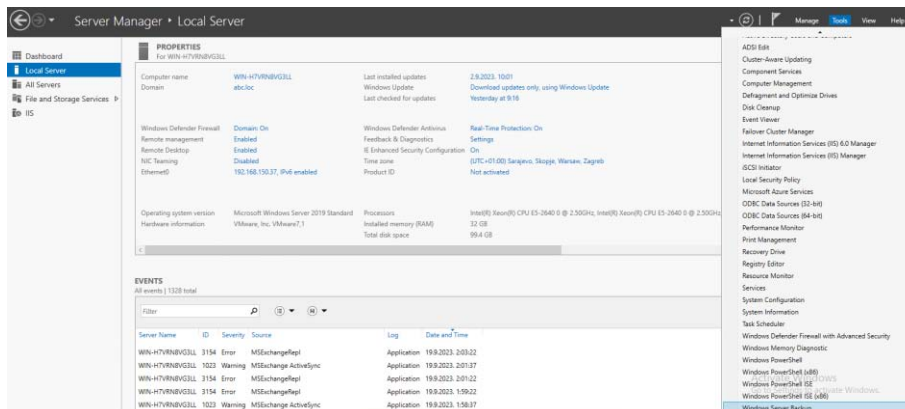 Server Manager • Local Server
Manage Tools View Help
Dashboard
Local Server
All Servers
File and Storage Services
IIS
PROPERTIES
For WIN-H7VRN8VG3LL
Computer name WIN-H7VRN8VG3LL Last installed updates 2.9.2023. 10:01
Domain abc.loc Windows Update Download updates only, using Windows Update
Last checked for updates Yesterday at 9:16
Windows Defender Firewall Domain: On Windows Defender Antivirus Real-Time Protection: On
Remote management Enabled Feedback & Diagnostics Settings
Remote Desktop Enabled IE Enhanced Security Configuration On
NIC Teaming Disabled Time zone (UTC+01:00) Sarajevo, Skopje, Warsaw, Zagreb
Ethernet0 192.168.150.37, IPv6 enabled Product ID Not activated
Operating system version Microsoft Windows Server 2019 Standard Processors Intel(R) Xeon(R) CPU E5-2640 0 @ 2.50GHz, Intel(R) Xeon(R) CPU E5-2640 0 @ 2.50GHz
Hardware information VMware, Inc. VMware7,1 Installed memory (RAM) 32 GB
Total disk space 99.4 GB
EVENTS
All events | 1328 total
Filter
Server Name ID Severity Source Log Date and Time
WIN-H7VRN8VG3LL 3154 Error MSExchangeRepl Application 19.9.2023. 2:03:22
WIN-H7VRN8VG3LL 1023 Warning MSExchange ActiveSync Application 19.9.2023. 2:01:37
WIN-H7VRN8VG3LL 3154 Error MSExchangeRepl Application 19.9.2023. 2:01:22
WIN-H7VRN8VG3LL 3154 Error MSExchangeRepl Application 19.9.2023. 1:59:22
WIN-H7VRN8VG3LL 1023 Warning MSExchange ActiveSync Application 19.9.2023. 1:58:37
ADSI Edit
Cluster-Aware Updating
Component Services
Computer Management
Defragment and Optimize Drives
Disk Cleanup
Event Viewer
Failover Cluster Manager
Internet Information Services (IIS) 6.0 Manager
Internet Information Services (IIS) Manager
iSCSI Initiator
Local Security Policy
Microsoft Azure Services
ODBC Data Sources (32-bit)
ODBC Data Sources (64-bit)
Performance Monitor
Print Management
Recovery Drive
Registry Editor
Resource Monitor
Services
System Configuration
System Information
Task Scheduler
Windows Defender Firewall with Advanced Security
Windows Memory Diagnostic
Windows PowerShell
Windows PowerShell (x86)
Windows PowerShell ISE
Windows PowerShell ISE (x86)
Windows Server Backup
Activate Windows
Go to Settings to activate Windows.